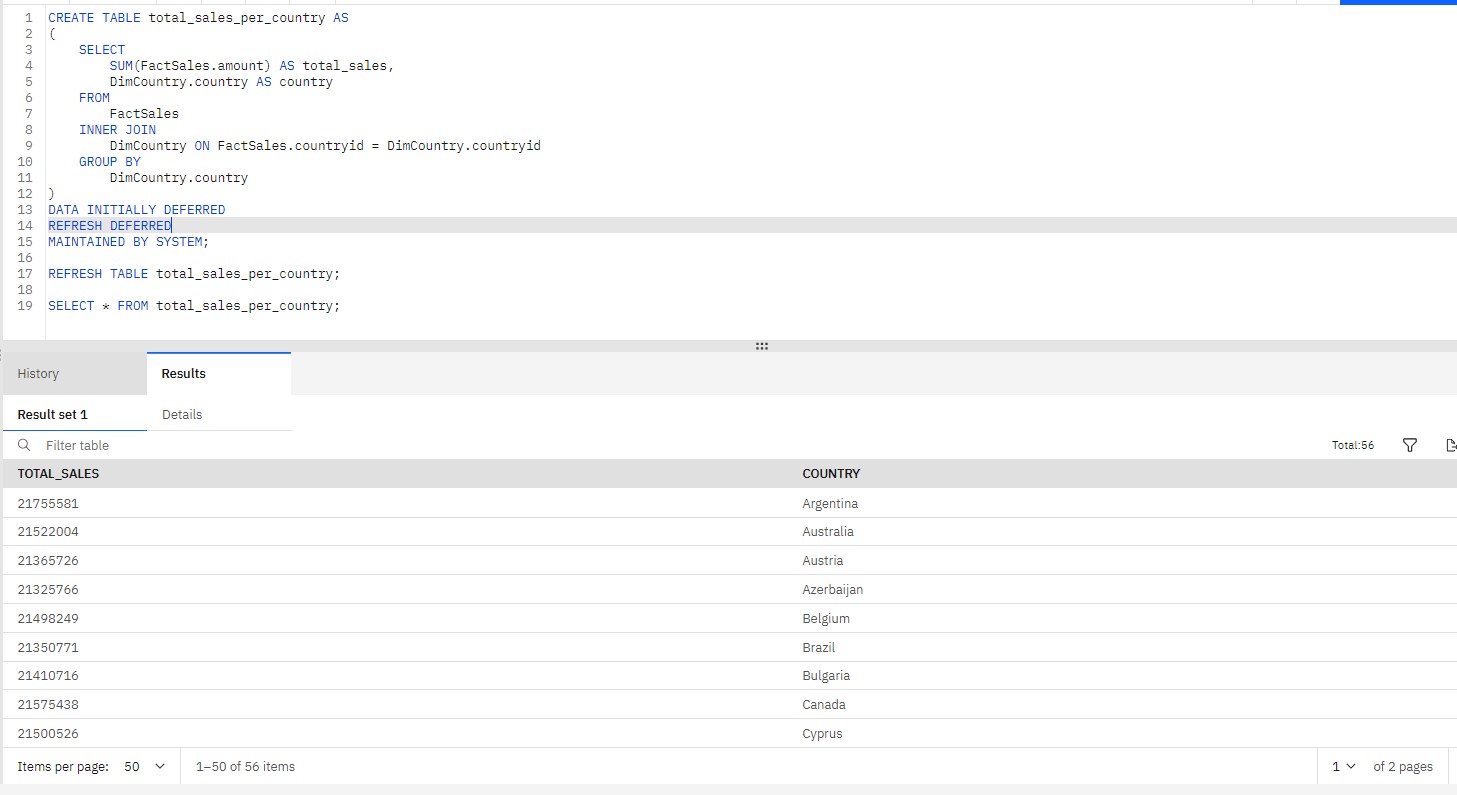 1 CREATE TABLE total_sales_per_country AS
2 (
3 SELECT
4 SUM(FactSales.amount) AS total_sales,
5 DimCountry.country AS country
6 FROM
7 FactSales
8 INNER JOIN
9 DimCountry ON FactSales.countryid = DimCountry.countryid
10 GROUP BY
11 DimCountry.country
12 )
13 DATA INITIALLY DEFERRED
14 REFRESH DEFERRED
15 MAINTAINED BY SYSTEM;
16
17 REFRESH TABLE total_sales_per_country;
18
19 SELECT * FROM total_sales_per_country;
History Results
Result set 1 Details
Filter table Total:56
TOTAL_SALES COUNTRY
21755581 Argentina
21522004 Australia
21365726 Austria
21325766 Azerbaijan
21498249 Belgium
21350771 Brazil
21410716 Bulgaria
21575438 Canada
21500526 Cyprus
Items per page: 50 1–50 of 56 items 1 of 2 pages